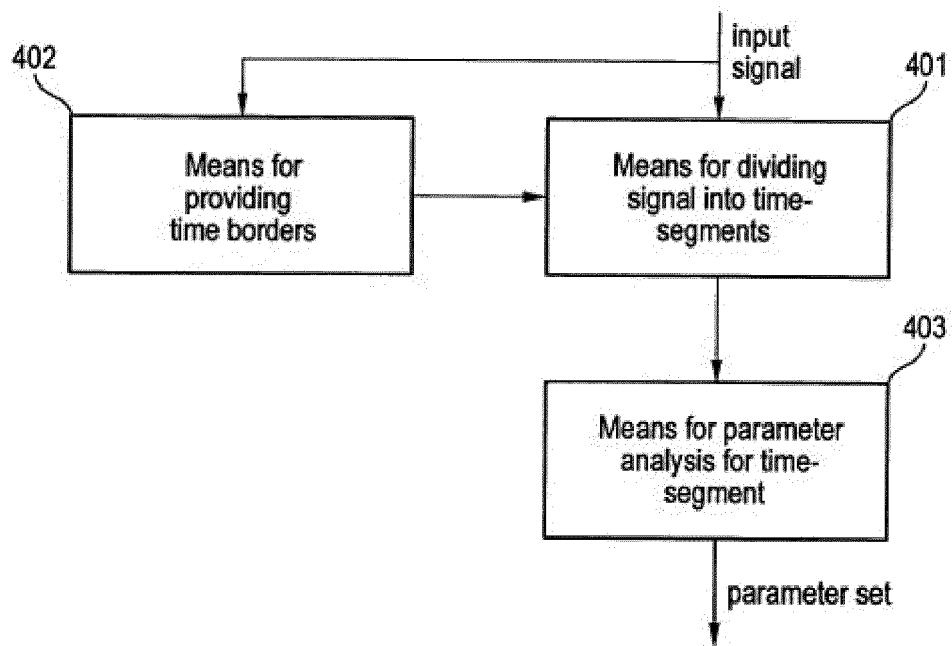 input
signal
402
401
Means for
providing
time borders
Means for dividing
signal into time-
segments
403
Means for parameter
analysis for time-
segment
parameter set